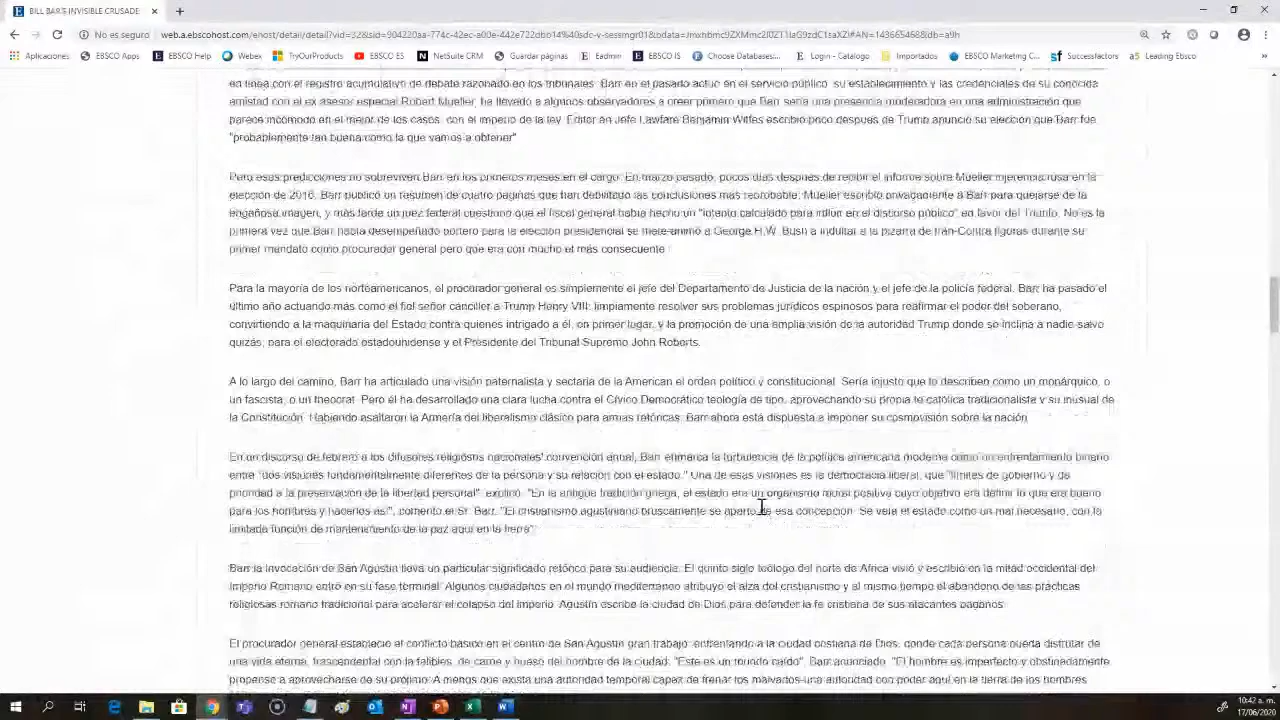 BILL BARR'S INVISIBLE CRUSADE
No es seguro
Aplicaciones EBSCO Apps EBSCO Help Webex TryOurProducts EBSCO ES NetSuite CRM Guardar páginas Eadmin EBSCO IS Choose Databases... Login - Catalogo Importados EBSCO Marketing C... Successfactors Leading Ebsco
en línea con el registro acumulativo de debate razonado en los tribunales. Barr en el pasado actuó en el servicio público, su establecimiento y las credenciales de su conocida
amistad con el ex asesor especial Robert Mueller, ha llevado a algunos observadores a creer primero que Barr sería una presencia moderadora en una administración que
parece incómodo en el mejor de los casos, con el imperio de la ley. Editor en Jefe Lawfare Benjamin Wittes escribió poco después de Trump anunció su elección que Barr fue
"probablemente tan buena como la que vamos a obtener"
Para esas predicciones no sobreviven Barr en los primeros meses en el cargo. En marzo pasado, pocos días después de recibir el informe sobre Mueller injerencia rusa en la
elección de 2016, Barr publicó un resumen de cuatro páginas que han debilitado las conclusiones más reprobable. Mueller escribió privadamente a Barr para quejarse de la
engañosa imagen, y más tarde un juez federal cuestionó que el fiscal general había hecho un "intento calculado para influir en el discurso público" en favor del Triunfo. No es la
primera vez que Barr había desempeñado portero para la elección presidencial se mete-animó a George H.W. Bush a indultar a la pizarra de Irán-Contra figuras durante su
primer mandato como procurador general pero que era con mucho el más consecuente
Para la mayoría de los norteamericanos, el procurador general es simplemente el jefe del Departamento de Justicia de la nación y el jefe de la policía federal. Barr ha pasado el
último año actuando más como el fiel señor canciller a Trump Henry VIII: limpiamente resolver sus problemas jurídicos espinosos para reafirmar el poder del soberano,
convirtiendo a la maquinaria del Estado contra quienes intrigado a él, en primer lugar, y la promoción de una amplia visión de la autoridad Trump donde se inclina a nadie salvo
quizás, para el electorado estadounidense y el Presidente del Tribunal Supremo John Roberts.
A lo largo del camino, Barr ha articulado una visión paternalista y sectaria de la American el orden político y constitucional. Sería injusto que lo describen como un monárquico, o
un fascista, o un theocrat. Pero él ha desarrollado una clara lucha contra el Cívico Democrático teología de tipo, aprovechando su propia fe católica tradicionalista y su inusual de
la Constitución. Habiendo asaltaron la Armería del liberalismo clásico para armas retóricas, Barr ahora está dispuesta a imponer su cosmovisión sobre la nación
En un discurso de febrero a los difusores religiosos nacionales' convención anual, Barr enmarca la turbulencia de la política americana moderna como un enfrentamiento binario
entre "dos visiones fundamentalmente diferentes de la persona y su relación con el estado." Una de esas visiones es la democracia liberal, que "límites de gobierno y da
prioridad a la preservación de la libertad personal", explicó. "En la antigua tradición griega, el estado era un organismo moral positiva cuyo objetivo era definir lo que era bueno
para los hombres y hacerlos así", comentó el Sr. Barr. "El cristianismo agustiniano bruscamente se apartó de esa concepción. Se vería el estado como un mal necesario, con la
limitada función de mantenimiento de la paz aquí en la tierra"
Barr la invocación de San Agustín lleva un particular significado retórico para su audiencia. El quinto siglo teólogo del norte de África vivió y escribió en la mitad occidental del
Imperio Romano entró en su fase terminal. Algunos ciudadanos en el mundo mediterráneo atribuyó el alza del cristianismo y al mismo tiempo el abandono de las prácticas
religiosas romano tradicional para acelerar el colapso del Imperio. Agustín escribe la ciudad de Dios para defender la fe cristiana de sus atacantes paganos
El procurador general estableció el conflicto básico en el centro de San Agustín gran trabajo, enfrentando a la ciudad cristiana de Dios, donde cada persona pueda disfrutar de
una vida eterna, trascendental con la falibles, de carne y hueso del hombre de la ciudad. "Este es un mundo caído", Barr anunciado. "El hombre es imperfecto y obstinadamente
propenso a aprovecharse de su prójimo. A menos que exista una autoridad temporal capaz de frenar los malvados-una autoridad con poder aquí en la tierra de los hombres
10:42 a. m.
17/06/2020